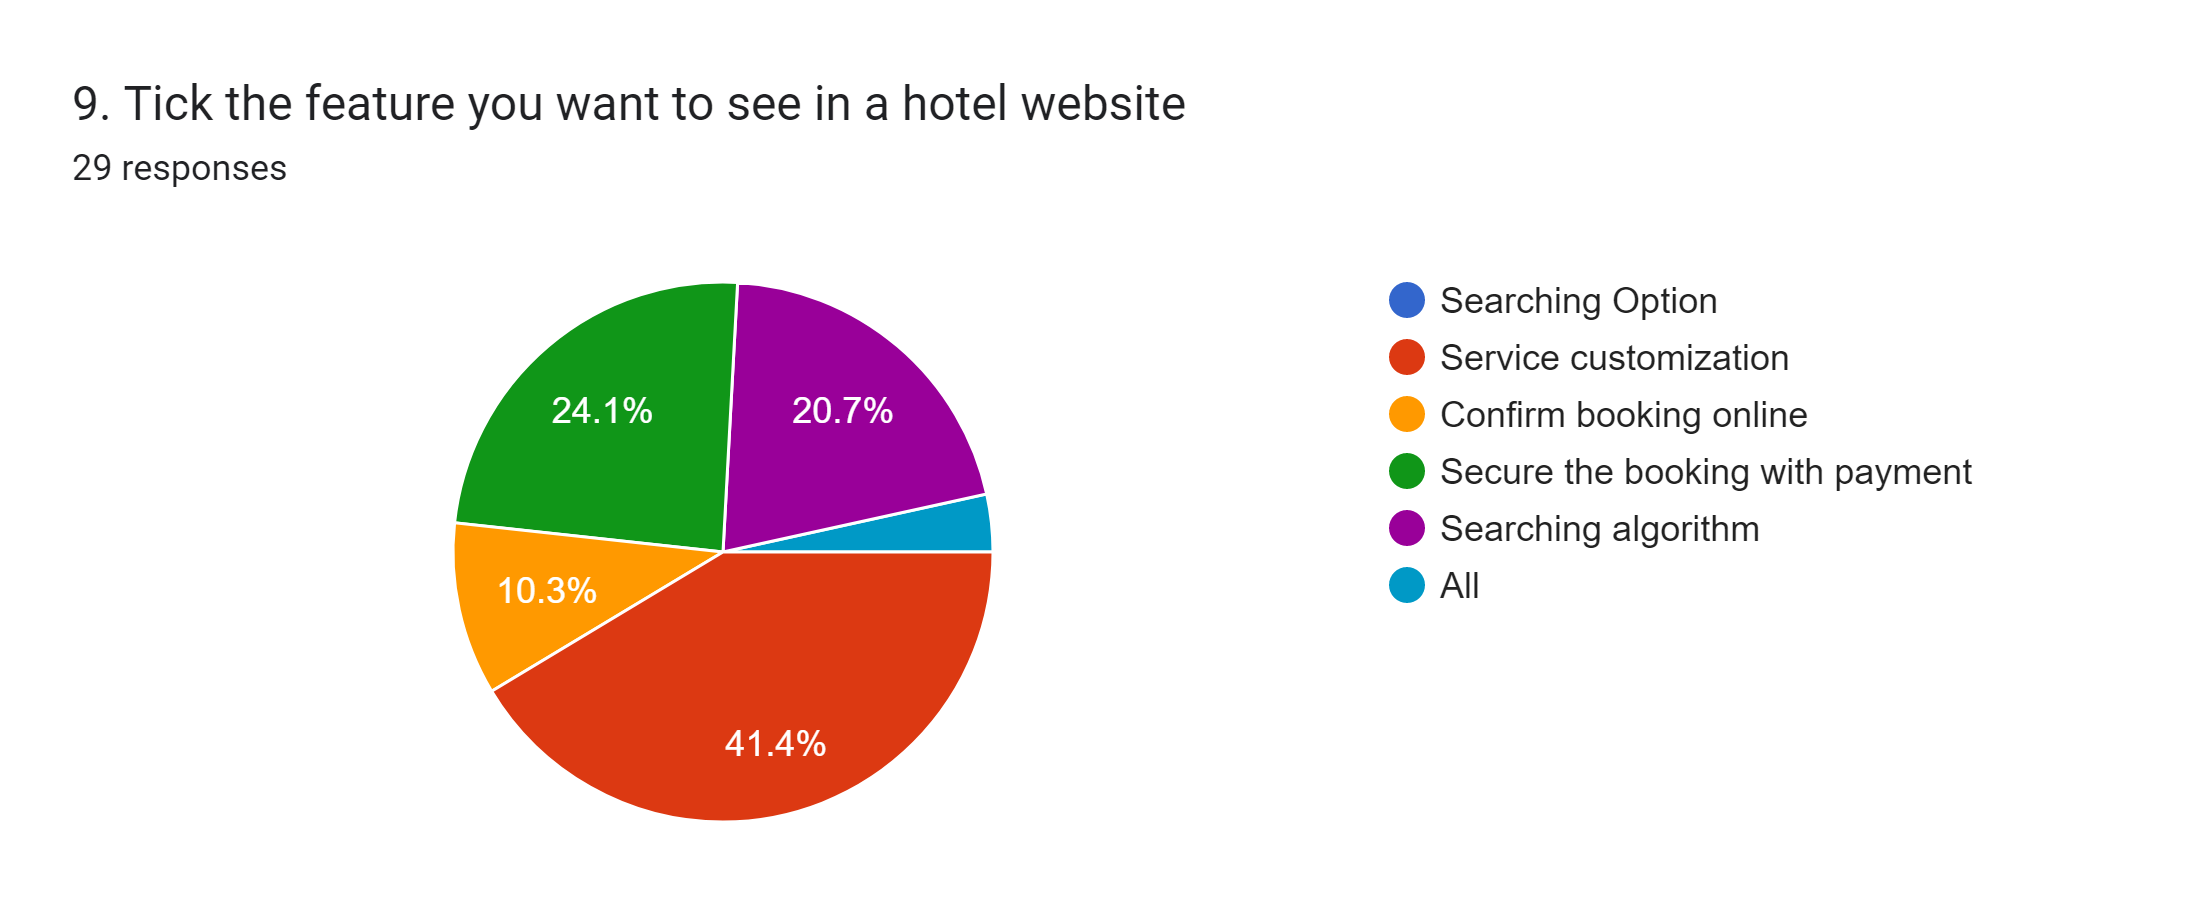 9. Tick the feature you want to see in a hotel website
29 responses
24.1%
20.7%
10.3%
41.4%
Searching Option
Service customization
Confirm booking online
Secure the booking with payment
Searching algorithm
All